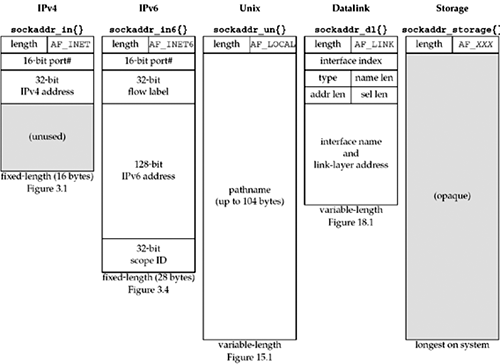 IPv4
sockaddr_in{}
length AF_INET
16-bit port#
32-bit
IPv4 address
(unused)
fixed-length (16 bytes)
Figure 3.1
IPv6
sockaddr_in6{}
length AF_INET6
16-bit port#
32-bit
flow label
128-bit
IPv6 address
32-bit
scope ID
fixed-length (28 bytes)
Figure 3.4
Unix
sockaddr_un{}
length AF_LOCAL
pathname
(up to 104 bytes)
variable-length
Figure 15.1
Datalink
sockaddr_dl{}
length AF_LINK
interface index
type name len
addr len sel len
interface name
and
link-layer address
variable-length
Figure 18.1
Storage
sockaddr_storage{}
length AF_XXX
(opaque)
longest on system